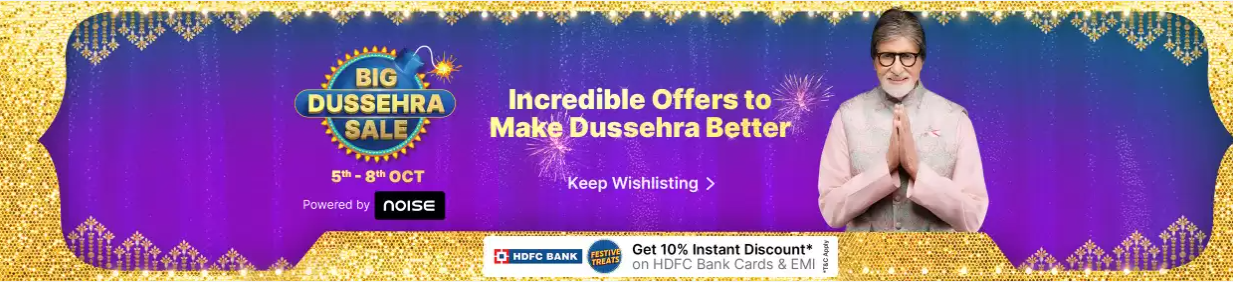 BIG
DUSSEHRA
SALE
5th - 8th OCT
Powered by noise
Incredible Offers to
Make Dussehra Better
Keep Wishlisting >
HDFC BANK
FESTIVE
TREATS
Get 10% Instant Discount*
on HDFC Bank Cards & EMI
*T&C Apply